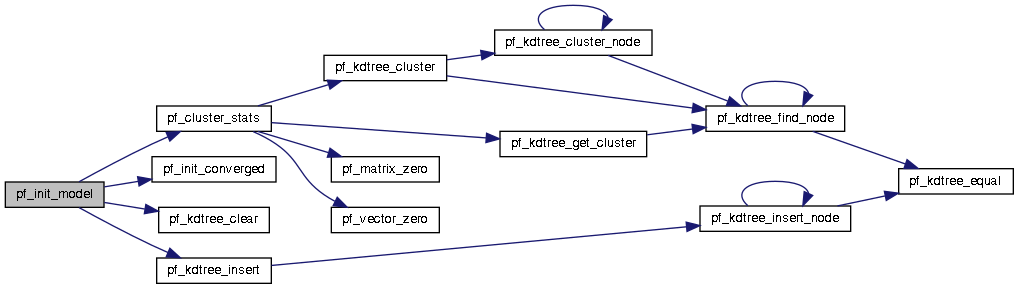 pf_kdtree_cluster_node
pf_kdtree_cluster
pf_cluster_stats
pf_kdtree_find_node
pf_kdtree_get_cluster
pf_init_converged
pf_matrix_zero
pf_kdtree_equal
pf_init_model
pf_kdtree_clear
pf_vector_zero
pf_kdtree_insert_node
pf_kdtree_insert